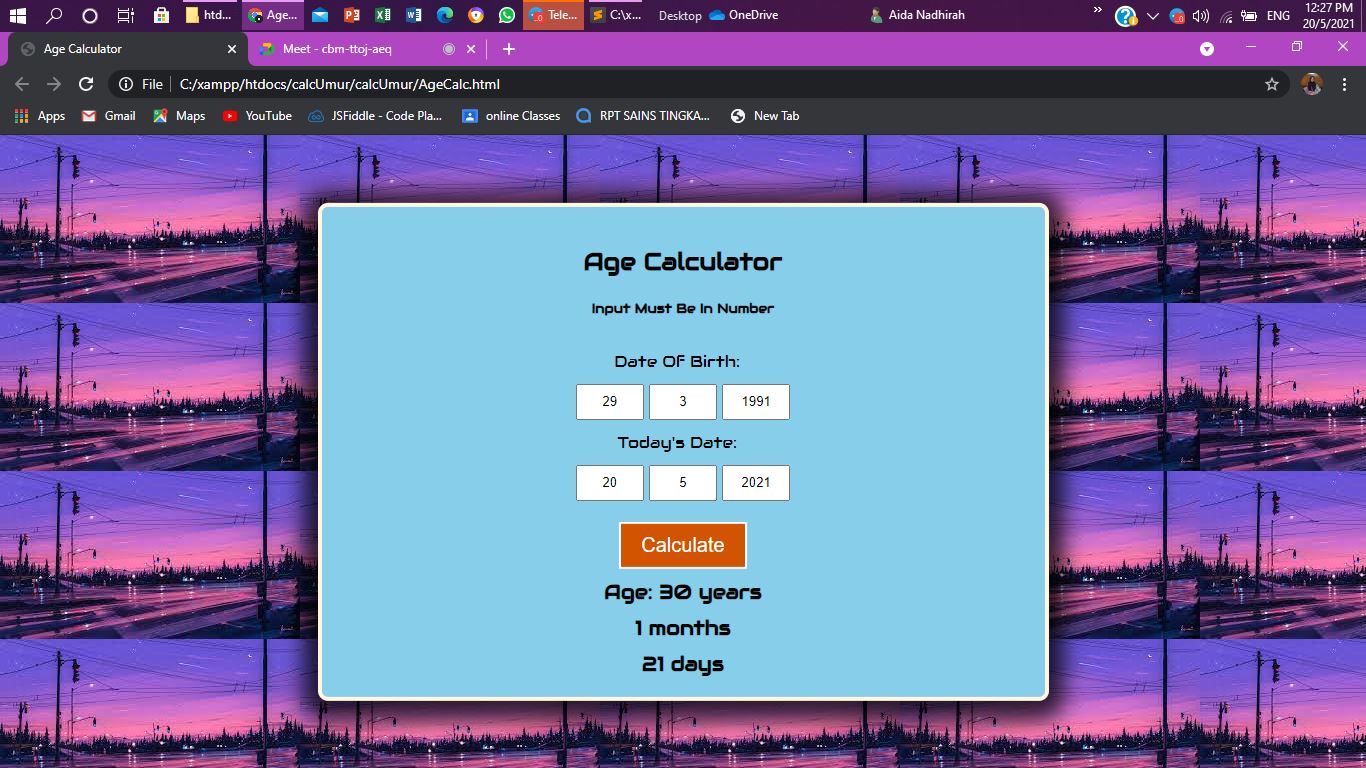 htd...
Age...
Tele...
C:\x...
Desktop
OneDrive
Aida Nadhirah
»
ENG
12:27 PM
20/5/2021
Age Calculator
Meet - cbm-ttoj-aeq
File
C:/xampp/htdocs/calcUmur/calcUmur/AgeCalc.html
Apps
Gmail
Maps
YouTube
JSFiddle - Code Pla...
online Classes
RPT SAINS TINGKA...
New Tab
Age Calculator
Input Must Be In Number
Date Of Birth:
29 3 1991
Today's Date:
20 5 2021
Calculate
Age: 30 years
1 months
21 days